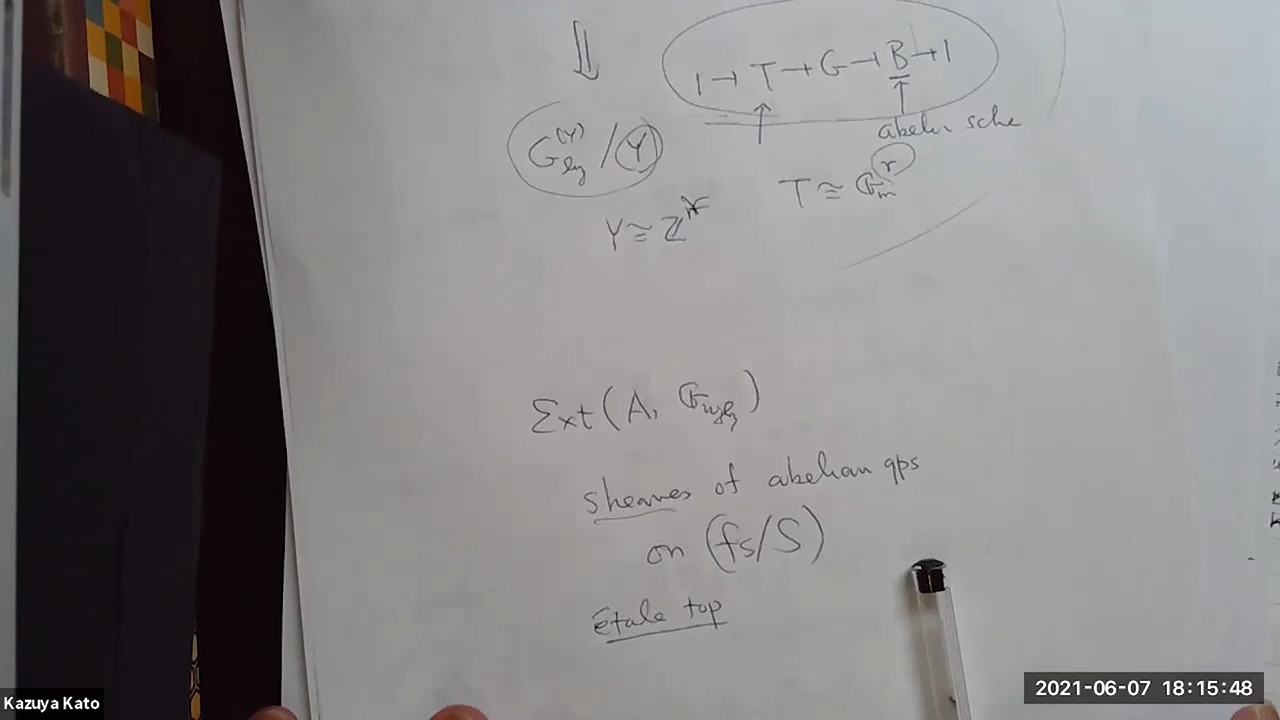 1 → T → G → B → 1
abelian sche
G_log^(Y) / Y
T ≅ G_m^r
Y ≅ Z^r
Ext(A, G_m,log)
sheaves of abelian gps
on (fs/S)
étale top
Kazuya Kato
2021-06-07 18:15:48